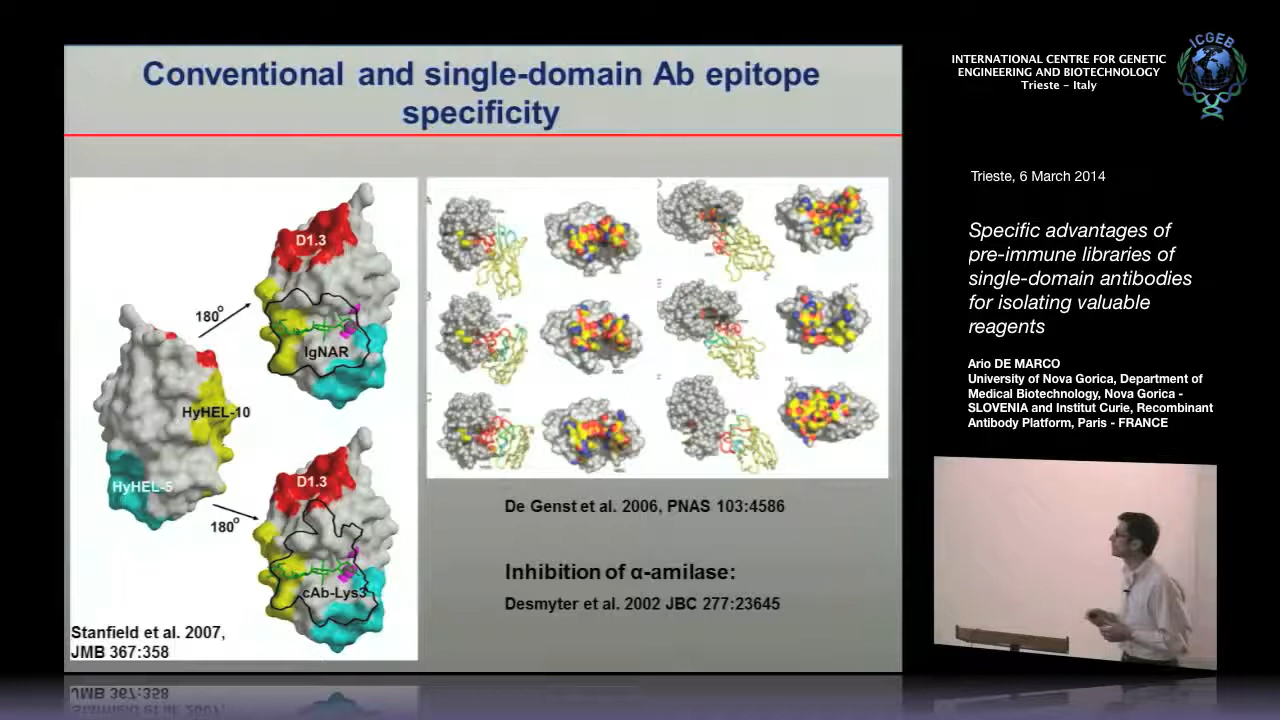 Conventional and single-domain Ab epitope
specificity
D1.3
180°
IgNAR
HyHEL-10
HyHEL-5
D1.3
180°
cAb-Lys3
Stanfield et al. 2007,
JMB 367:358
De Genst et al. 2006, PNAS 103:4586
Inhibition of α-amilase:
Desmyter et al. 2002 JBC 277:23645
INTERNATIONAL CENTRE FOR GENETIC
ENGINEERING AND BIOTECHNOLOGY
Trieste - Italy
ICGEB
Trieste, 6 March 2014
Specific advantages of
pre-immune libraries of
single-domain antibodies
for isolating valuable
reagents
Ario DE MARCO
University of Nova Gorica, Department of
Medical Biotechnology, Nova Gorica -
SLOVENIA and Institut Curie, Recombinant
Antibody Platform, Paris - FRANCE